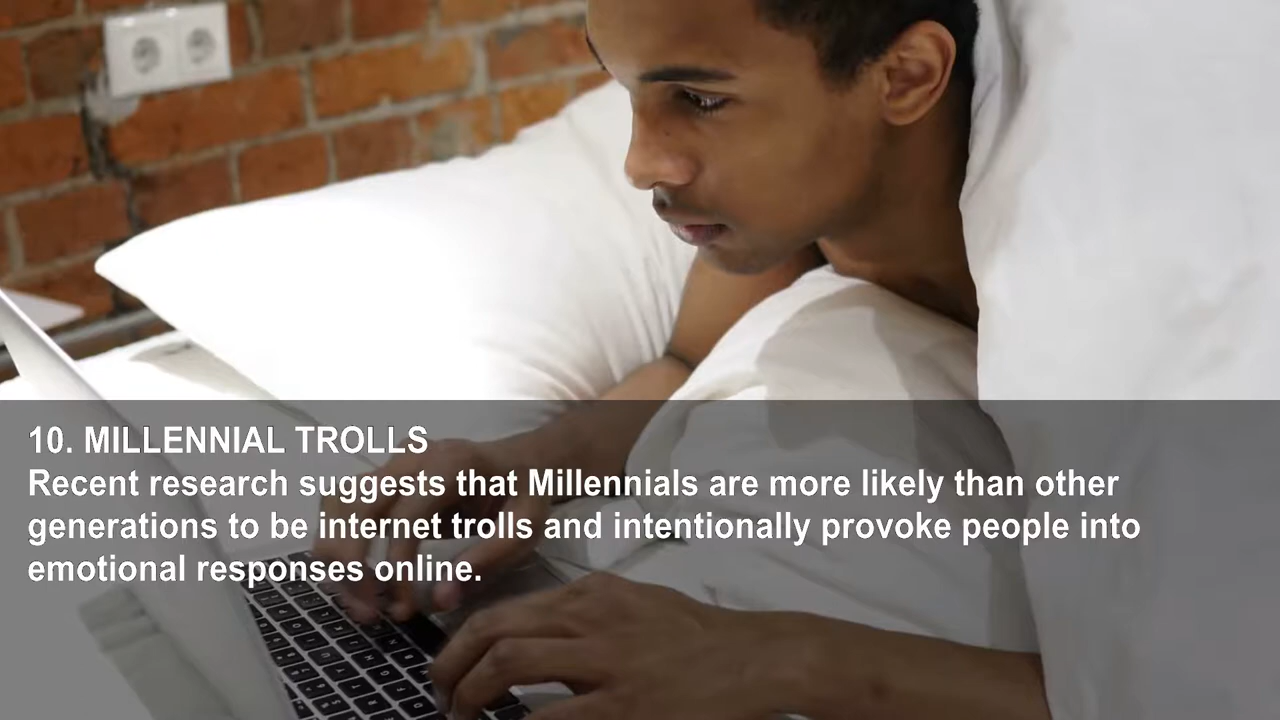 10. MILLENNIAL TROLLS
Recent research suggests that Millennials are more likely than other
generations to be internet trolls and intentionally provoke people into
emotional responses online.